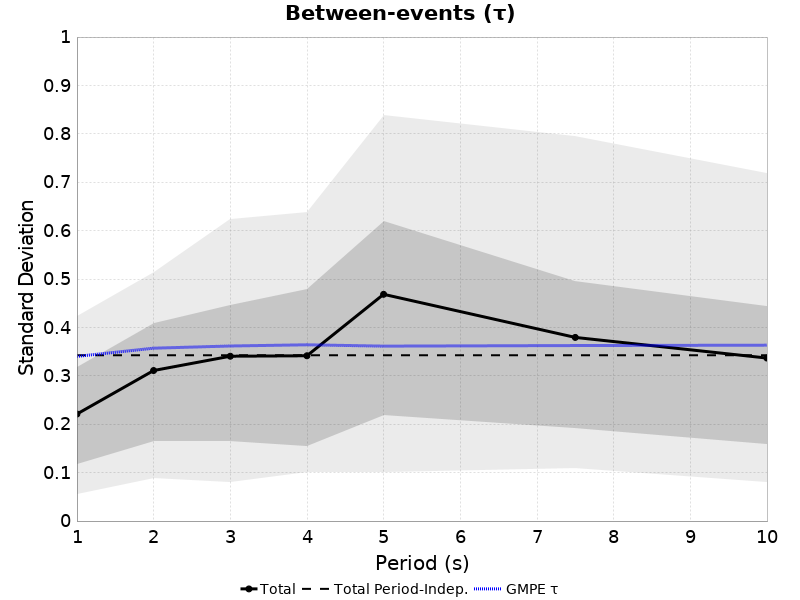 Between-events (τ)
1
0.9
0.8
0.7
0.6
0.5
0.4
0.3
0.2
0.1
0
Standard Deviation
1 2 3 4 5 6 7 8 9 10
Period (s)
Total Total Period-Indep. GMPE τ